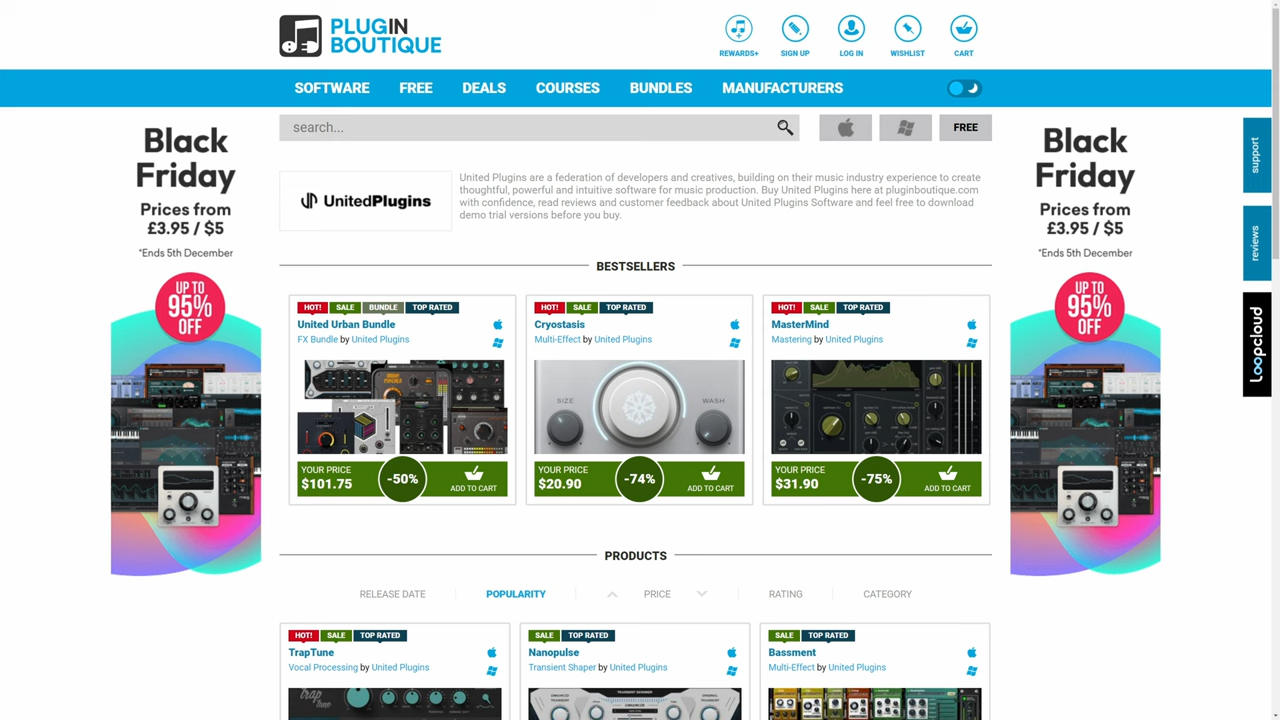 PLUGIN
BOUTIQUE
REWARDS+
SIGN UP
LOG IN
WISHLIST
CART
SOFTWARE
FREE
DEALS
COURSES
BUNDLES
MANUFACTURERS
search...
FREE
Black
Friday
Prices from
£3.95 / $5
*Ends 5th December
UP TO
95%
OFF
UnitedPlugins
United Plugins are a federation of developers and creatives, building on their music industry experience to create
thoughtful, powerful and intuitive software for music production. Buy United Plugins here at pluginboutique.com
with confidence, read reviews and customer feedback about United Plugins Software and feel free to download
demo trial versions before you buy.
Black
Friday
Prices from
£3.95 / $5
*Ends 5th December
UP TO
95%
OFF
support
reviews
loopcloud
BESTSELLERS
HOT! SALE BUNDLE TOP RATED
United Urban Bundle
FX Bundle by United Plugins
YOUR PRICE
$101.75
-50%
ADD TO CART
HOT! SALE TOP RATED
Cryostasis
Multi-Effect by United Plugins
SIZE
WASH
YOUR PRICE
$20.90
-74%
ADD TO CART
HOT! SALE TOP RATED
MasterMind
Mastering by United Plugins
YOUR PRICE
$31.90
-75%
ADD TO CART
PRODUCTS
RELEASE DATE
POPULARITY
PRICE
RATING
CATEGORY
HOT! SALE TOP RATED
TrapTune
Vocal Processing by United Plugins
trap
tune
SALE TOP RATED
Nanopulse
Transient Shaper by United Plugins
SALE TOP RATED
Bassment
Multi-Effect by United Plugins